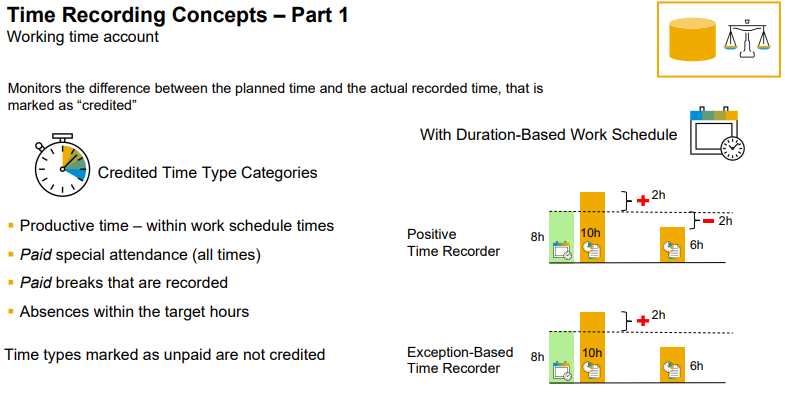 Time Recording Concepts – Part 1
Working time account
Monitors the difference between the planned time and the actual recorded time, that is
marked as “credited”
Credited Time Type Categories
Productive time – within work schedule times
Paid special attendance (all times)
Paid breaks that are recorded
Absences within the target hours
Time types marked as unpaid are not credited
With Duration-Based Work Schedule
Positive
Time Recorder
8h
10h
2h
2h
6h
Exception-Based
Time Recorder
8h
10h
2h
6h